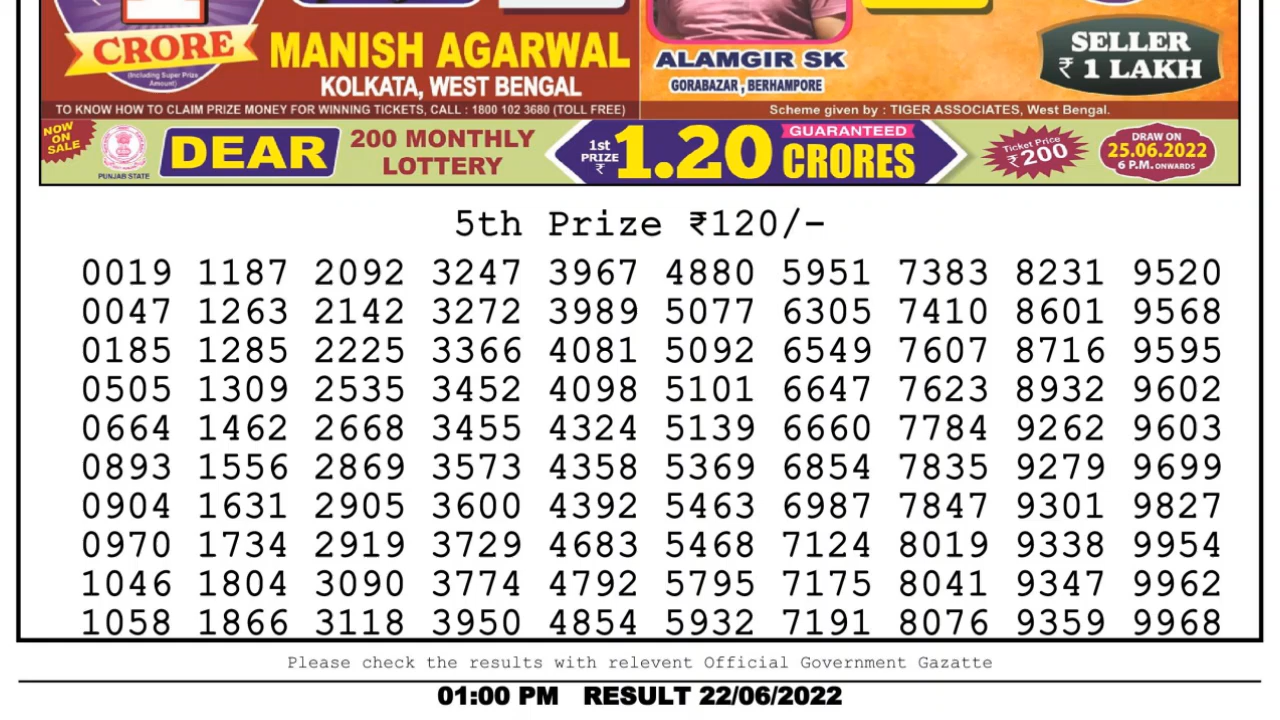 CRORE
(Including Super Prize
Amount)
MANISH AGARWAL
KOLKATA, WEST BENGAL
ALAMGIR SK
GORABAZAR , BERHAMPORE
SELLER
₹ 1 LAKH
TO KNOW HOW TO CLAIM PRIZE MONEY FOR WINNING TICKETS, CALL : 1800 102 3680 (TOLL FREE)
Scheme given by : TIGER ASSOCIATES, West Bengal.
NOW
ON
SALE
PUNJAB STATE
DEAR
200 MONTHLY
LOTTERY
1st
PRIZE
₹
1.20
GUARANTEED
CRORES
Ticket Price
₹200
DRAW ON
25.06.2022
6 P.M. ONWARDS
5th Prize ₹120/-
0019 1187 2092 3247 3967 4880 5951 7383 8231 9520
0047 1263 2142 3272 3989 5077 6305 7410 8601 9568
0185 1285 2225 3366 4081 5092 6549 7607 8716 9595
0505 1309 2535 3452 4098 5101 6647 7623 8932 9602
0664 1462 2668 3455 4324 5139 6660 7784 9262 9603
0893 1556 2869 3573 4358 5369 6854 7835 9279 9699
0904 1631 2905 3600 4392 5463 6987 7847 9301 9827
0970 1734 2919 3729 4683 5468 7124 8019 9338 9954
1046 1804 3090 3774 4792 5795 7175 8041 9347 9962
1058 1866 3118 3950 4854 5932 7191 8076 9359 9968
Please check the results with relevent Official Government Gazatte
01:00 PM RESULT 22/06/2022